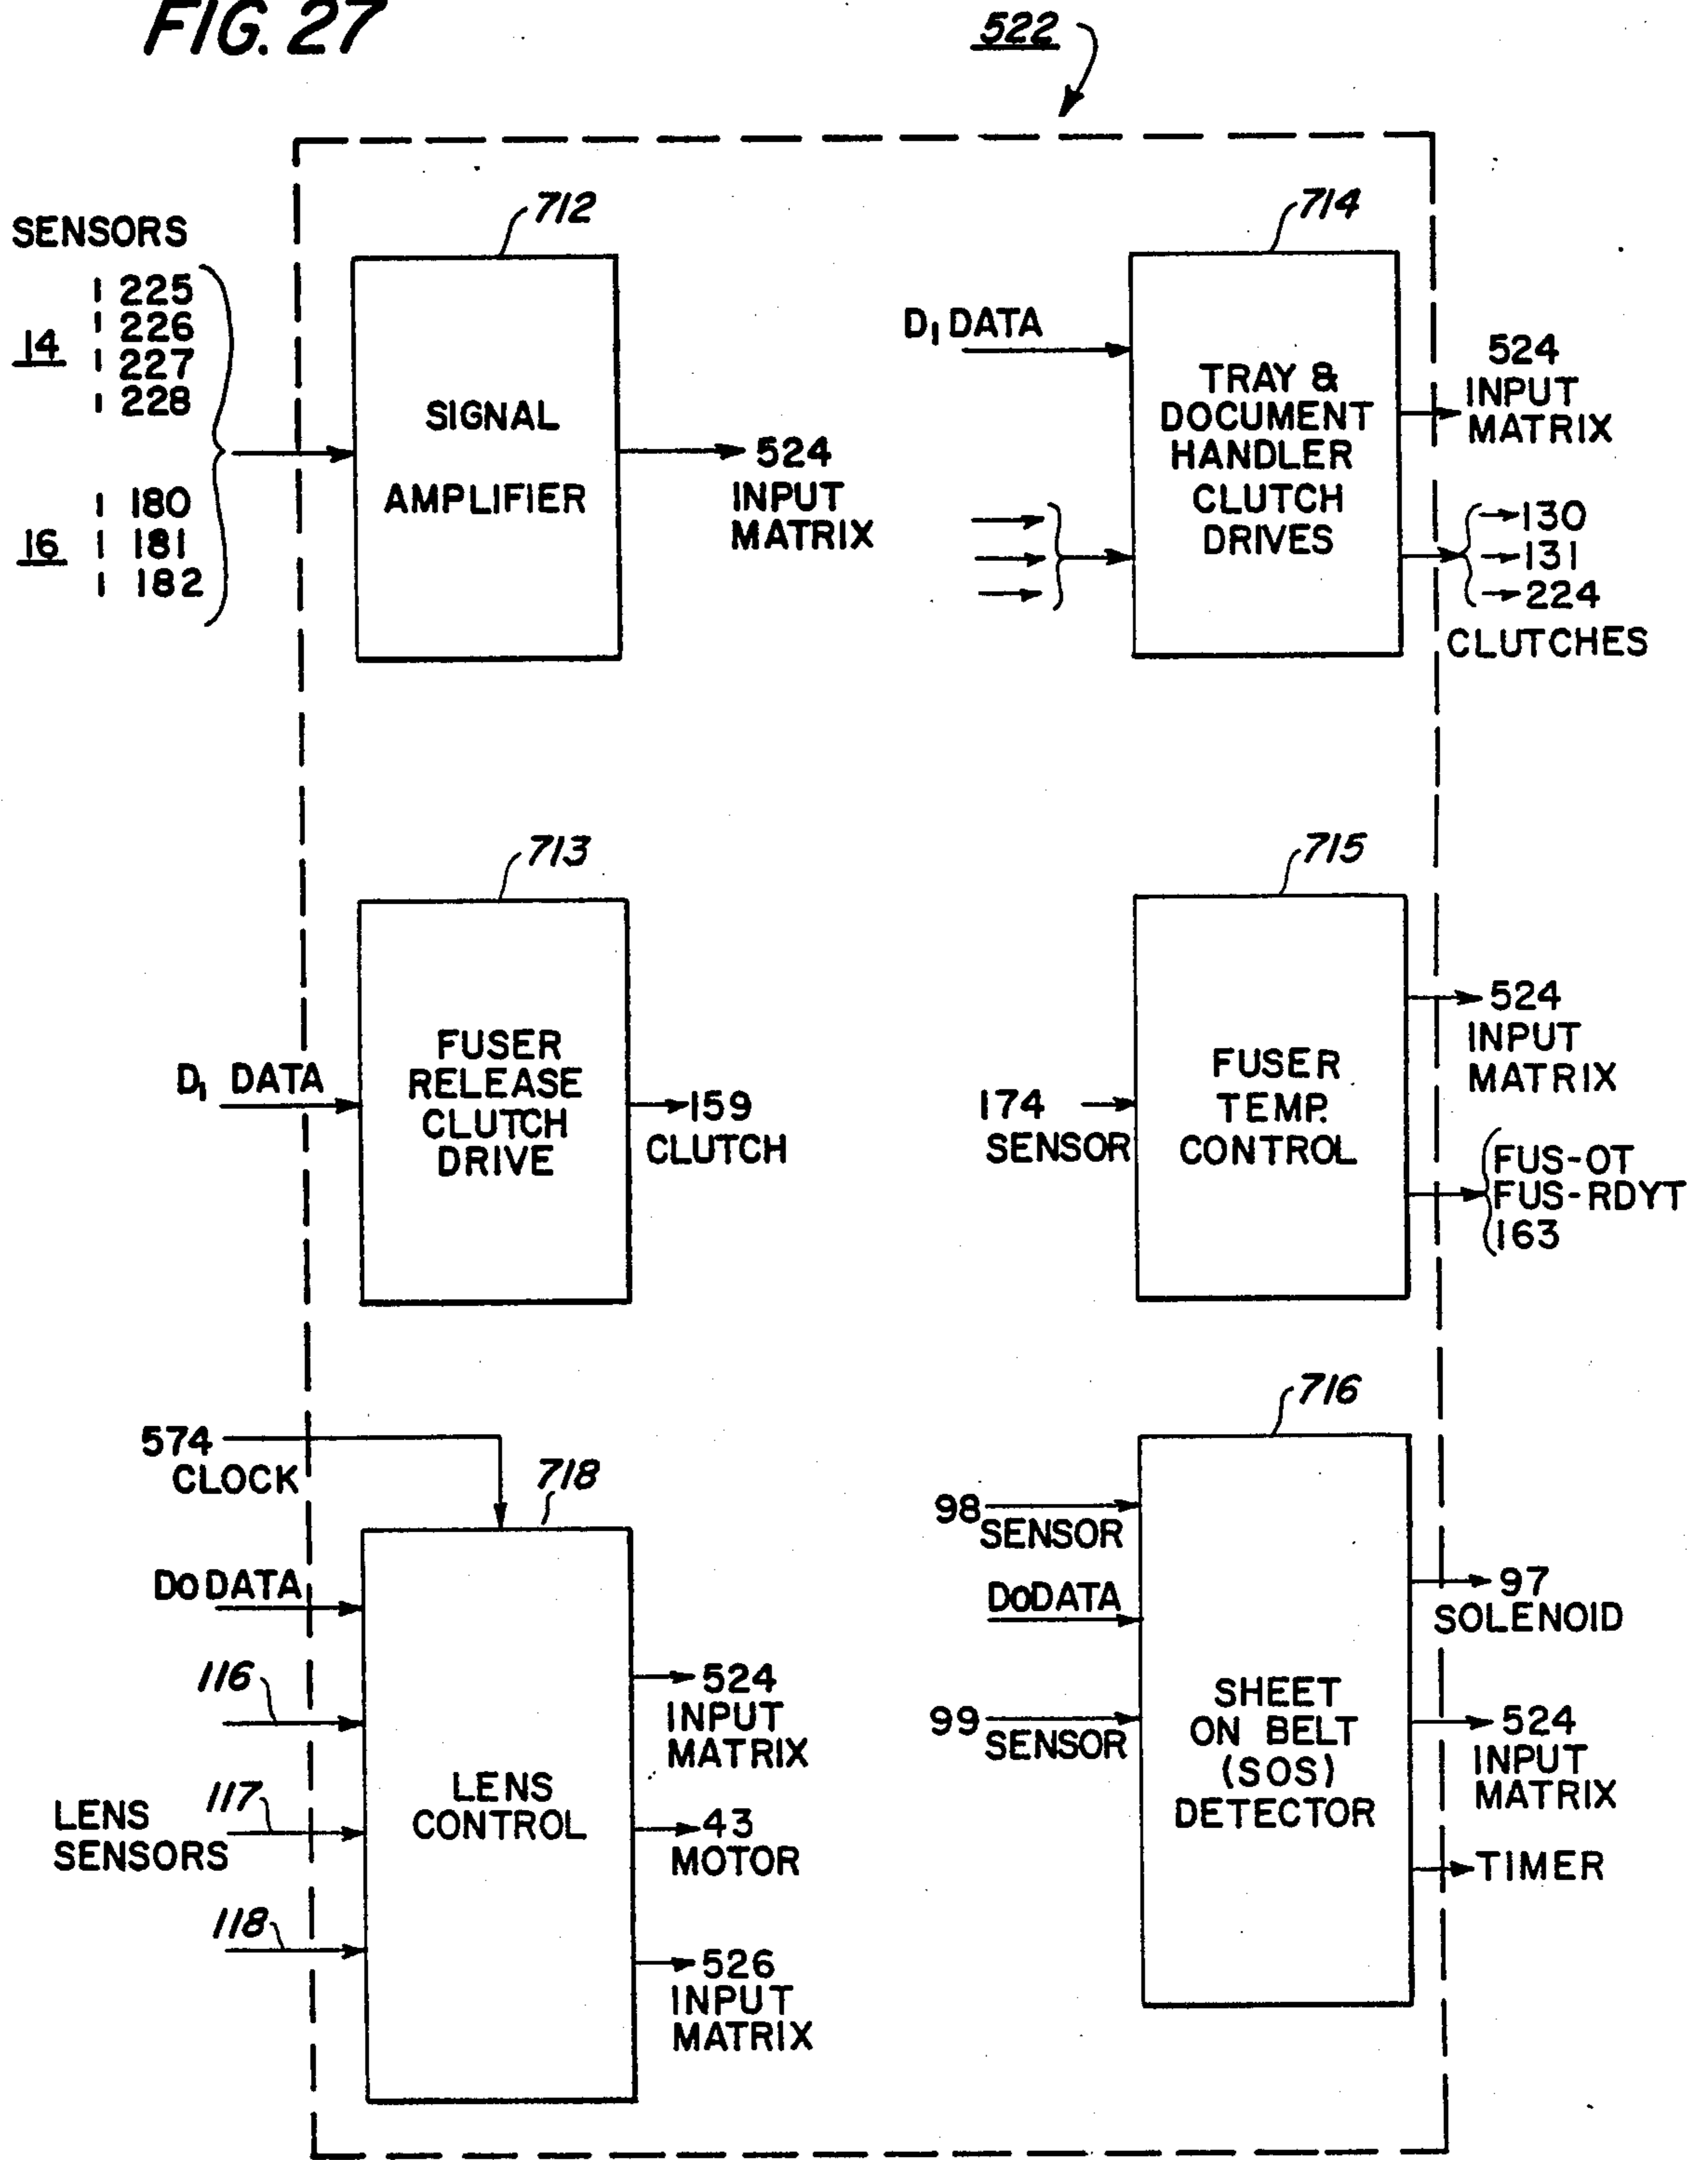 FIG. 27
522
SENSORS
14
225
226
227
228
16
180
181
182
712
SIGNAL
AMPLIFIER
524
INPUT
MATRIX
714
D1 DATA
TRAY &
DOCUMENT
HANDLER
CLUTCH
DRIVES
524
INPUT
MATRIX
130
131
224
CLUTCHES
713
D1 DATA
FUSER
RELEASE
CLUTCH
DRIVE
159
CLUTCH
715
174
SENSOR
FUSER
TEMP.
CONTROL
524
INPUT
MATRIX
FUS-OT
FUS-RDYT
163
574
CLOCK
718
DO DATA
116
LENS
SENSORS
117
118
LENS
CONTROL
524
INPUT
MATRIX
43
MOTOR
526
INPUT
MATRIX
716
98
SENSOR
DO DATA
99
SENSOR
SHEET
ON BELT
(SOS)
DETECTOR
97
SOLENOID
524
INPUT
MATRIX
TIMER